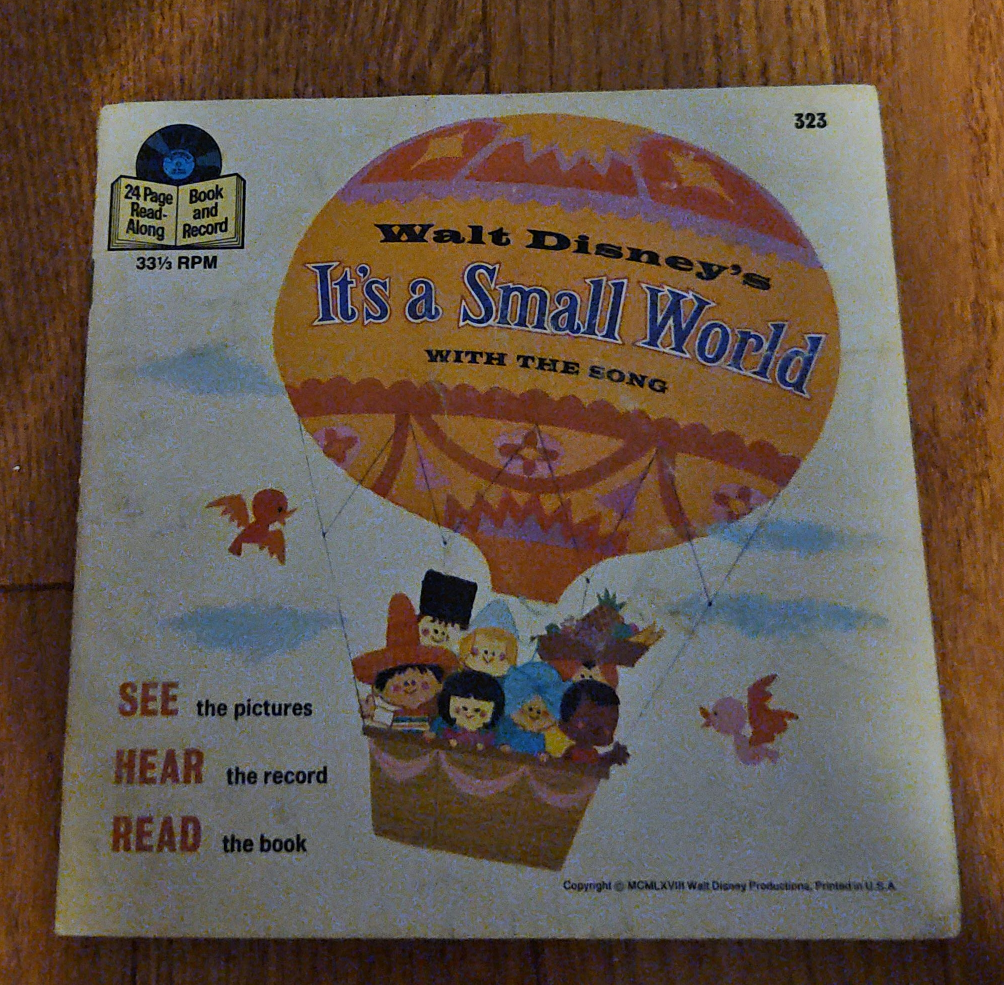 323
24 Page
Read-
Along
Book
and
Record
33⅓ RPM
Walt Disney's
It's a Small World
WITH THE SONG
SEE the pictures
HEAR the record
READ the book
Copyright © MCMLXVIII Walt Disney Productions, Printed in U.S.A.